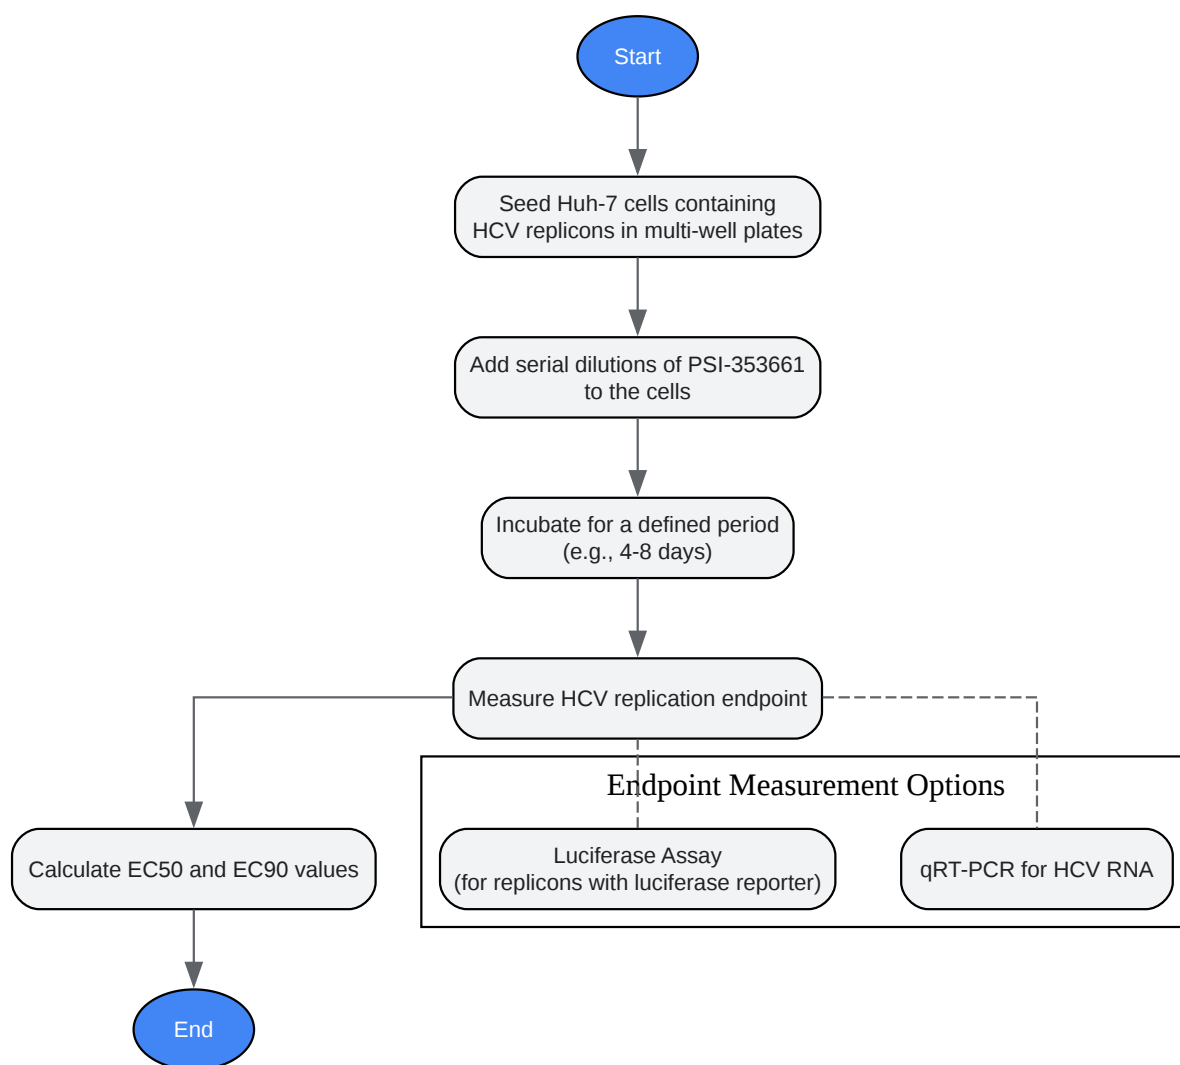 Start
Seed Huh-7 cells containing
HCV replicons in multi-well plates
Add serial dilutions of PSI-353661
to the cells
Incubate for a defined period
(e.g., 4-8 days)
Measure HCV replication endpoint
Endpoint Measurement Options
Calculate EC50 and EC90 values
Luciferase Assay
(for replicons with luciferase reporter)
qRT-PCR for HCV RNA
End